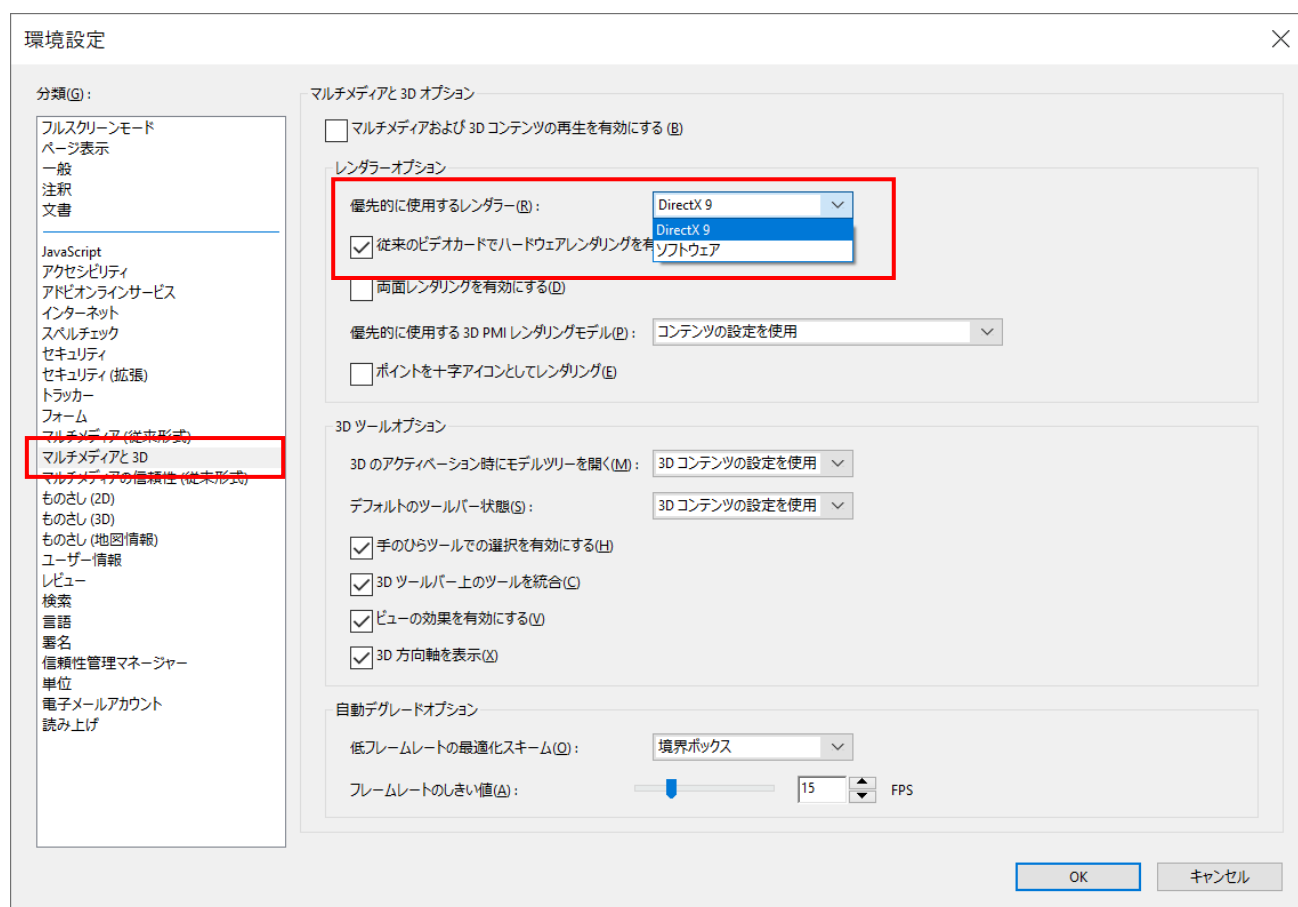 環境設定
分類(G):
フルスクリーンモード
ページ表示
一般
注釈
文書
JavaScript
アクセシビリティ
アドビオンラインサービス
インターネット
スペルチェック
セキュリティ
セキュリティ (拡張)
トラッカー
フォーム
マルチメディア (従来形式)
マルチメディアと 3D
マルチメディアの信頼性 (従来形式)
ものさし (2D)
ものさし (3D)
ものさし (地図情報)
ユーザー情報
レビュー
検索
言語
署名
信頼性管理マネージャー
単位
電子メールアカウント
読み上げ
マルチメディアと 3D オプション
マルチメディアおよび 3D コンテンツの再生を有効にする (B)
レンダラーオプション
優先的に使用するレンダラー(R): DirectX 9
DirectX 9
従来のビデオカードでハードウェアレンダリングを有
ソフトウェア
両面レンダリングを有効にする(D)
優先的に使用する 3D PMI レンダリングモデル(P): コンテンツの設定を使用
ポイントを十字アイコンとしてレンダリング(E)
3D ツールオプション
3D のアクティベーション時にモデルツリーを開く(M): 3D コンテンツの設定を使用
デフォルトのツールバー状態(S): 3D コンテンツの設定を使用
手のひらツールでの選択を有効にする(H)
3D ツールバー上のツールを統合(C)
ビューの効果を有効にする(V)
3D 方向軸を表示(X)
自動デグレードオプション
低フレームレートの最適化スキーム(O): 境界ボックス
フレームレートのしきい値(A): 15 FPS
OK キャンセル